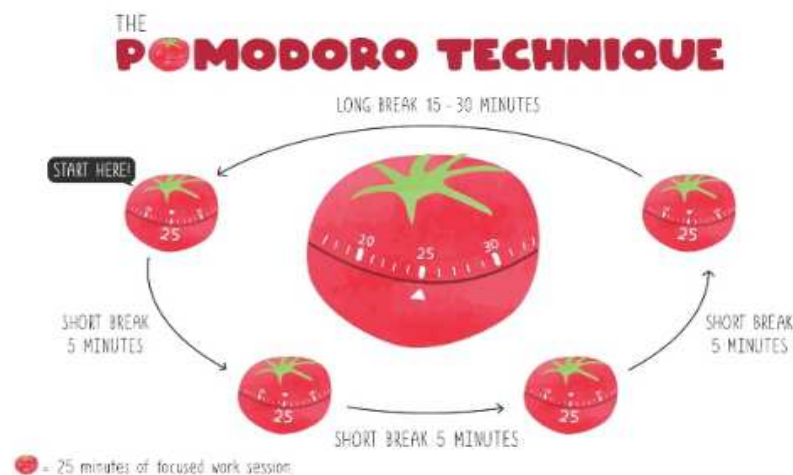 THE
POMODORO TECHNIQUE
LONG BREAK 15 - 30 MINUTES
START HERE!
25
25
20 25 30
SHORT BREAK
5 MINUTES
SHORT BREAK
5 MINUTES
25
25
SHORT BREAK 5 MINUTES
= 25 minutes of focused work session